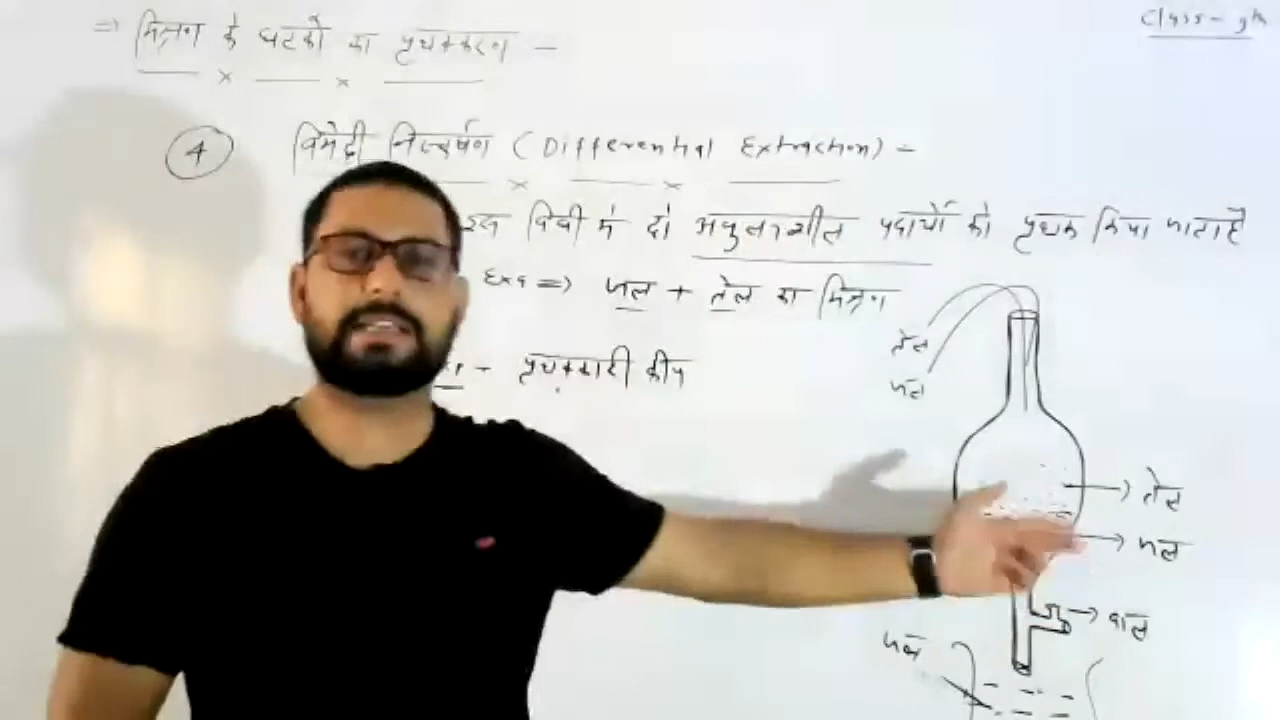 Class - 9th
⇒ मिश्रण के घटकों का पृथक्करण -
4 विभेदी निष्कर्षण (Differential Extraction) -
इस विधी में दो अघुलनशील पदार्थों को पृथक किया जाता है
Exg ⇒ जल + तेल का मिश्रण
- पृथक्कारी कीप
तेल
जल
→ तेल
→ जल
→ वाल्व
जल